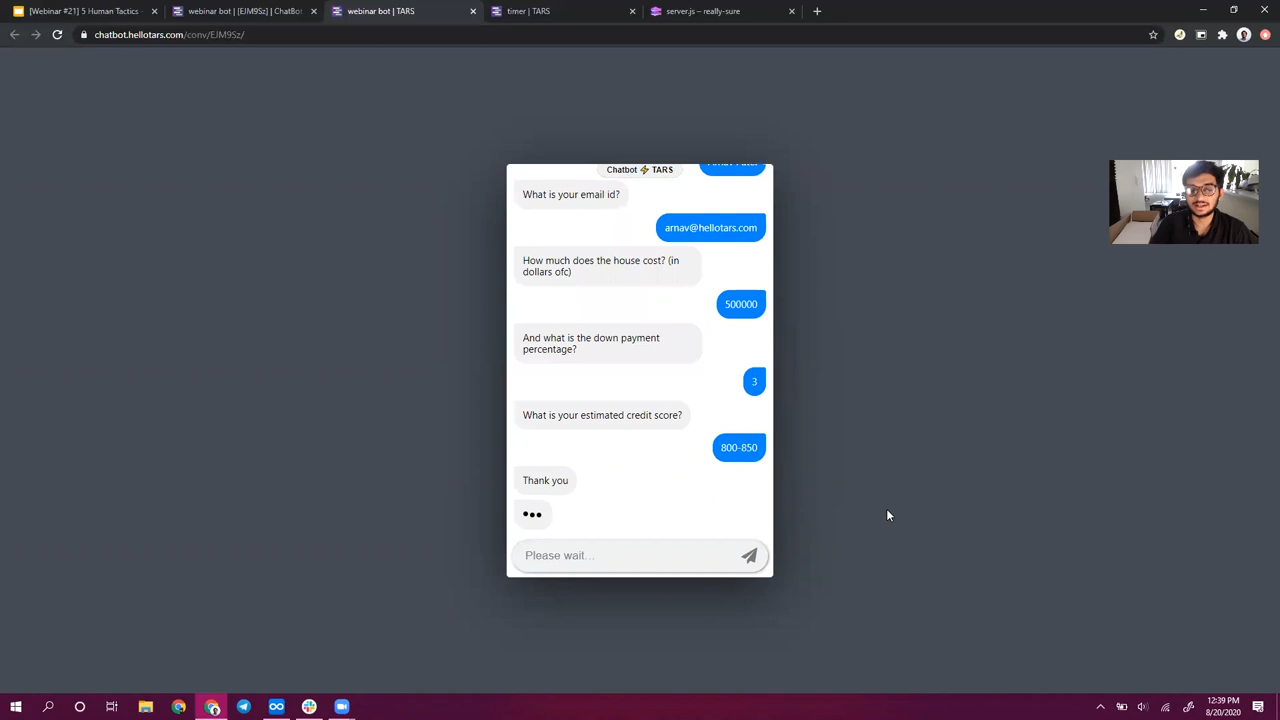 [Webinar #21] 5 Human Tactics -
webinar bot | [EJM9Sz] | ChatBot
webinar bot | TARS
timer | TARS
server.js – really-sure
chatbot.hellotars.com/conv/EJM9Sz/
Chatbot ⚡ TARS
What is your email id?
arnav@hellotars.com
How much does the house cost? (in
dollars ofc)
500000
And what is the down payment
percentage?
3
What is your estimated credit score?
800-850
Thank you
Please wait...
12:39 PM
8/20/2020